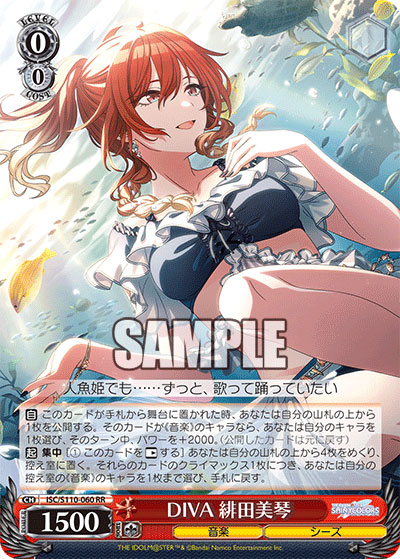 LEVEL
0
0
COST
SAMPLE
人魚姫でも……ずっと、歌って踊っていたい
自 このカードが手札から舞台に置かれた時、あなたは自分の山札の上から
1枚を公開する。そのカードが《音楽》のキャラなら、あなたは自分のキャラを
1枚選び、そのターン中、パワーを+2000。(公開したカードは元に戻す)
起 集中 [① このカードを[レスト]する] あなたは自分の山札の上から4枚をめくり、
控え室に置く。それらのカードのクライマックス1枚につき、あなたは自分の
控え室の《音楽》のキャラを1枚まで選び、手札に戻す。
CH ISC/S110-060 RR
1500
DIVA 緋田美琴
音楽 シーズ
SHINYCOLORS
THE IDOLM@STER™& ©Bandai Namco Entertainment Inc.